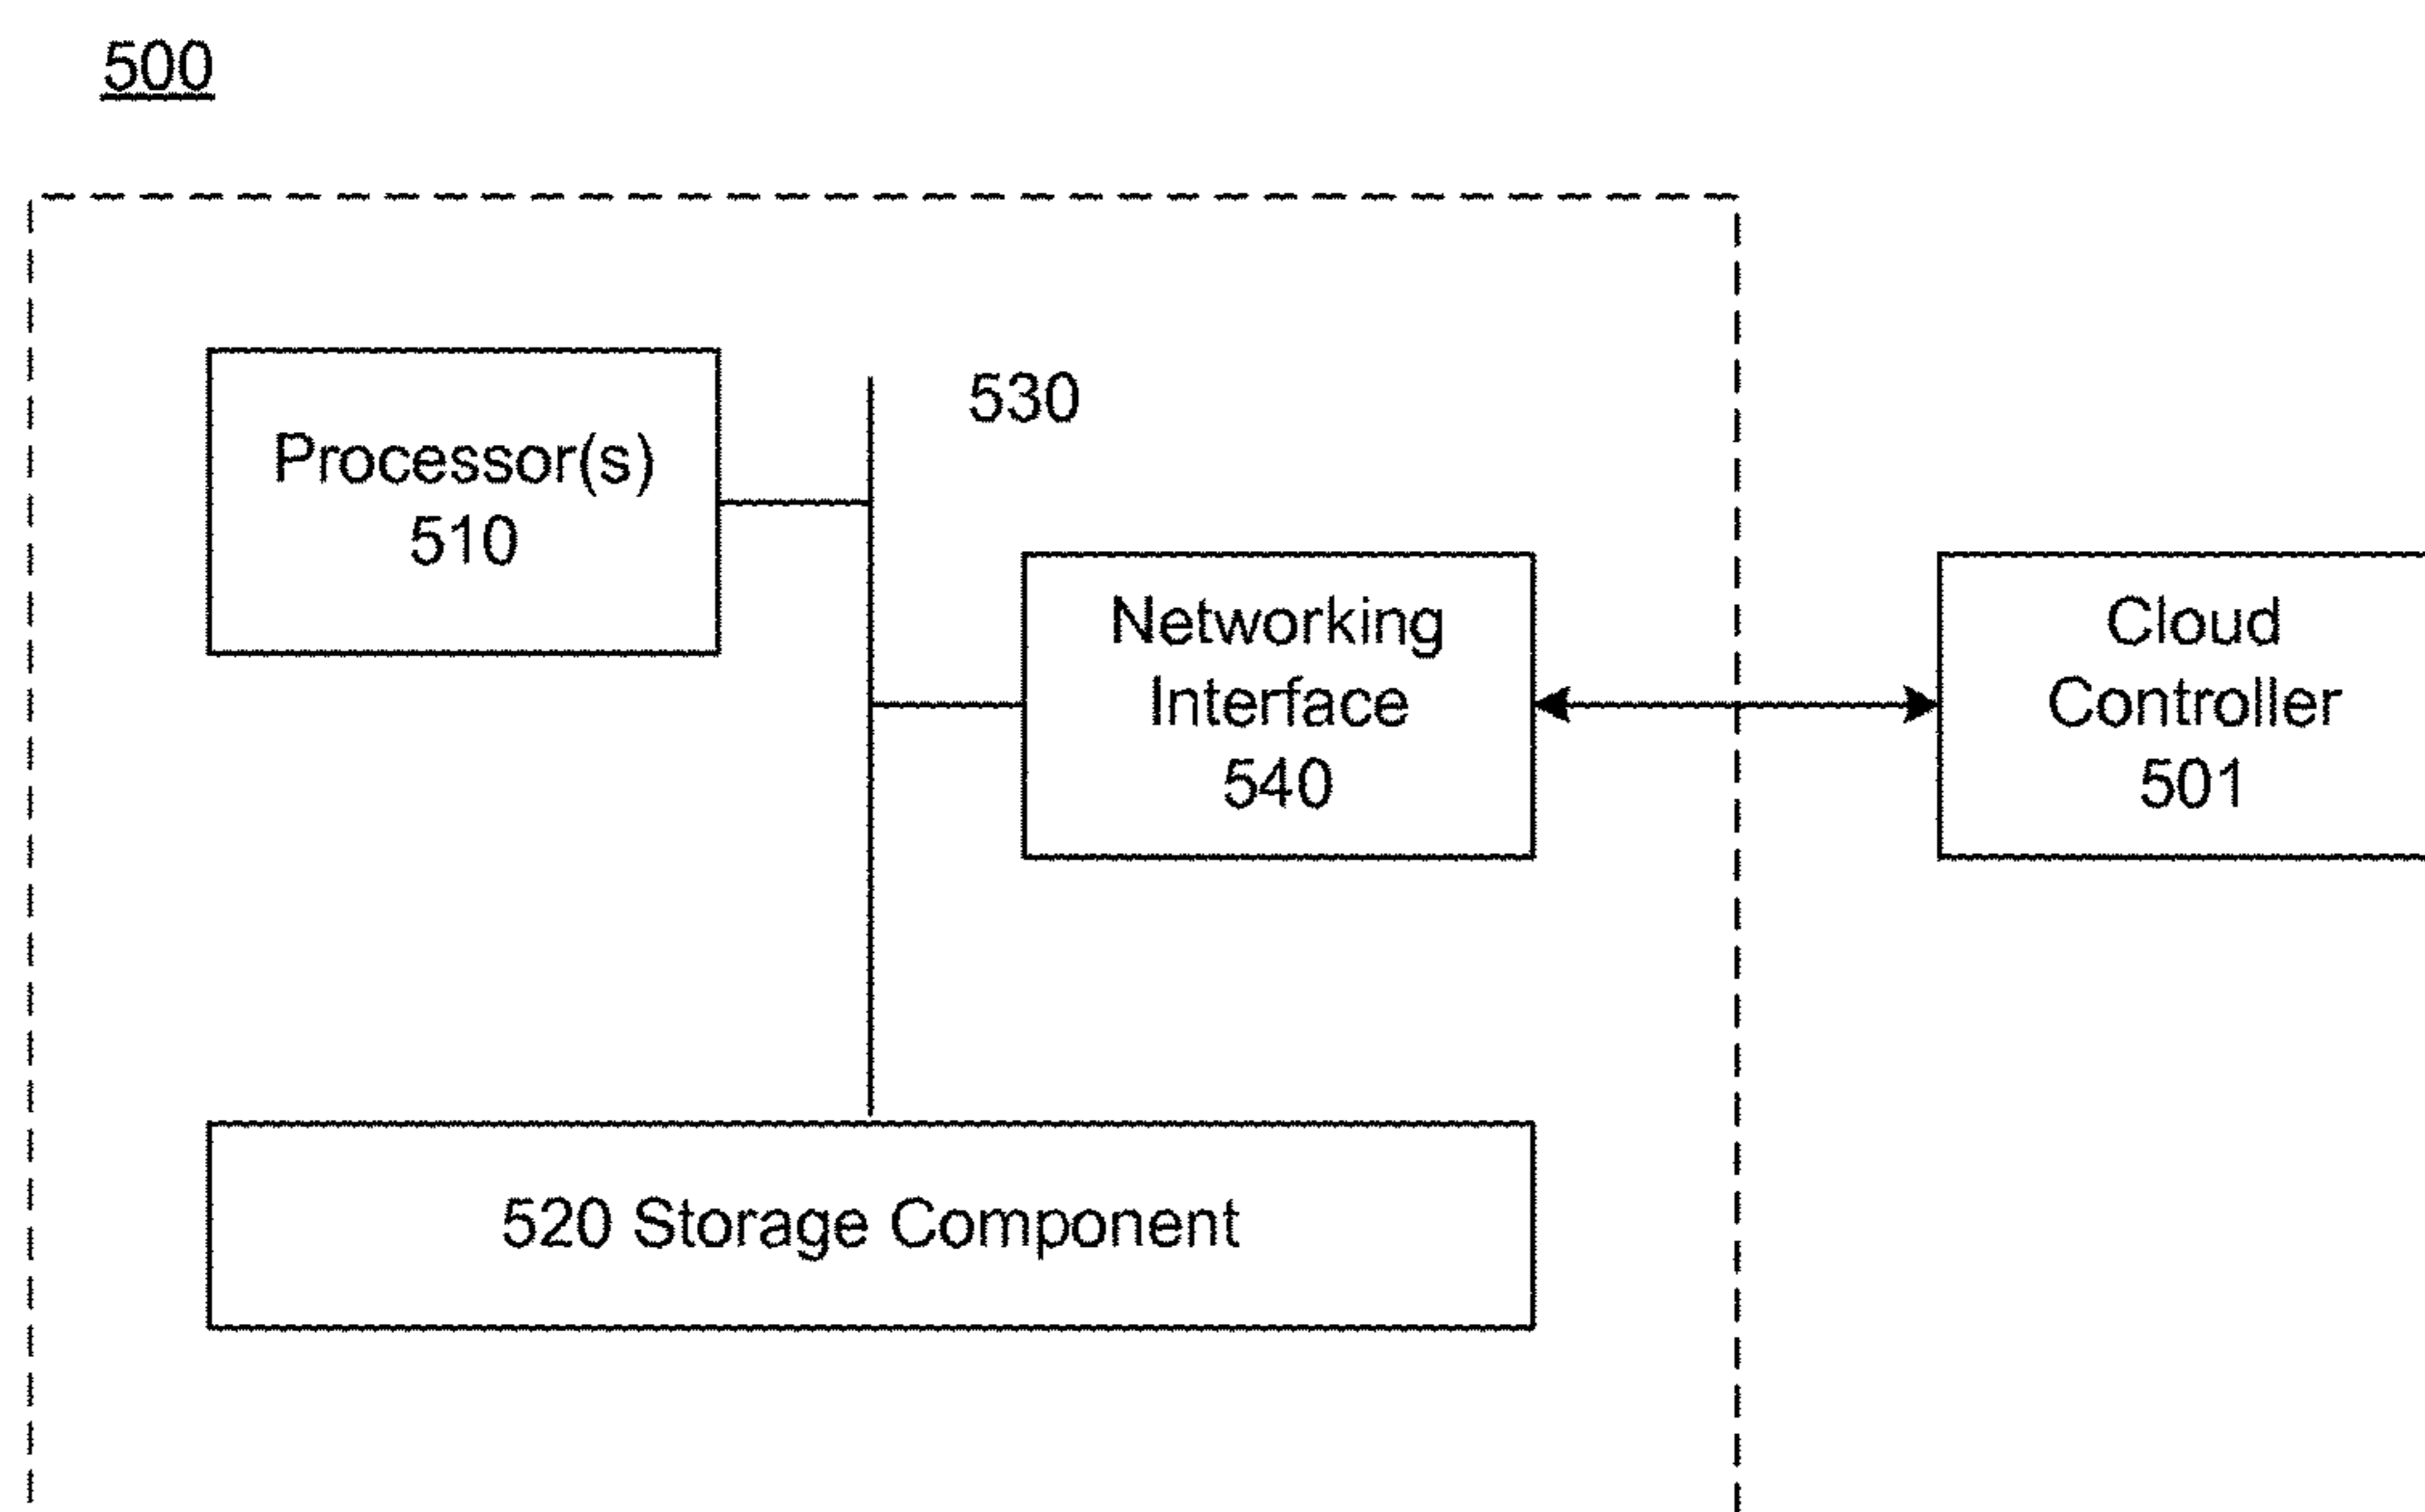 500
Processor(s)
510
530
Networking
Interface
540
Cloud
Controller
501
520 Storage Component